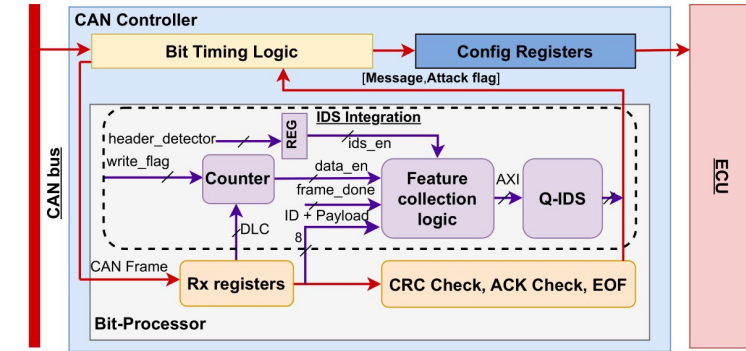 CAN Controller
Bit Timing Logic
Config Registers
[Message,Attack flag]
CAN bus
ECU
IDS Integration
header_detector
REG
ids_en
write_flag
Counter
data_en
frame_done
ID + Payload
8
DLC
Feature
collection
logic
AXI
Q-IDS
CAN Frame
Rx registers
CRC Check, ACK Check, EOF
Bit-Processor